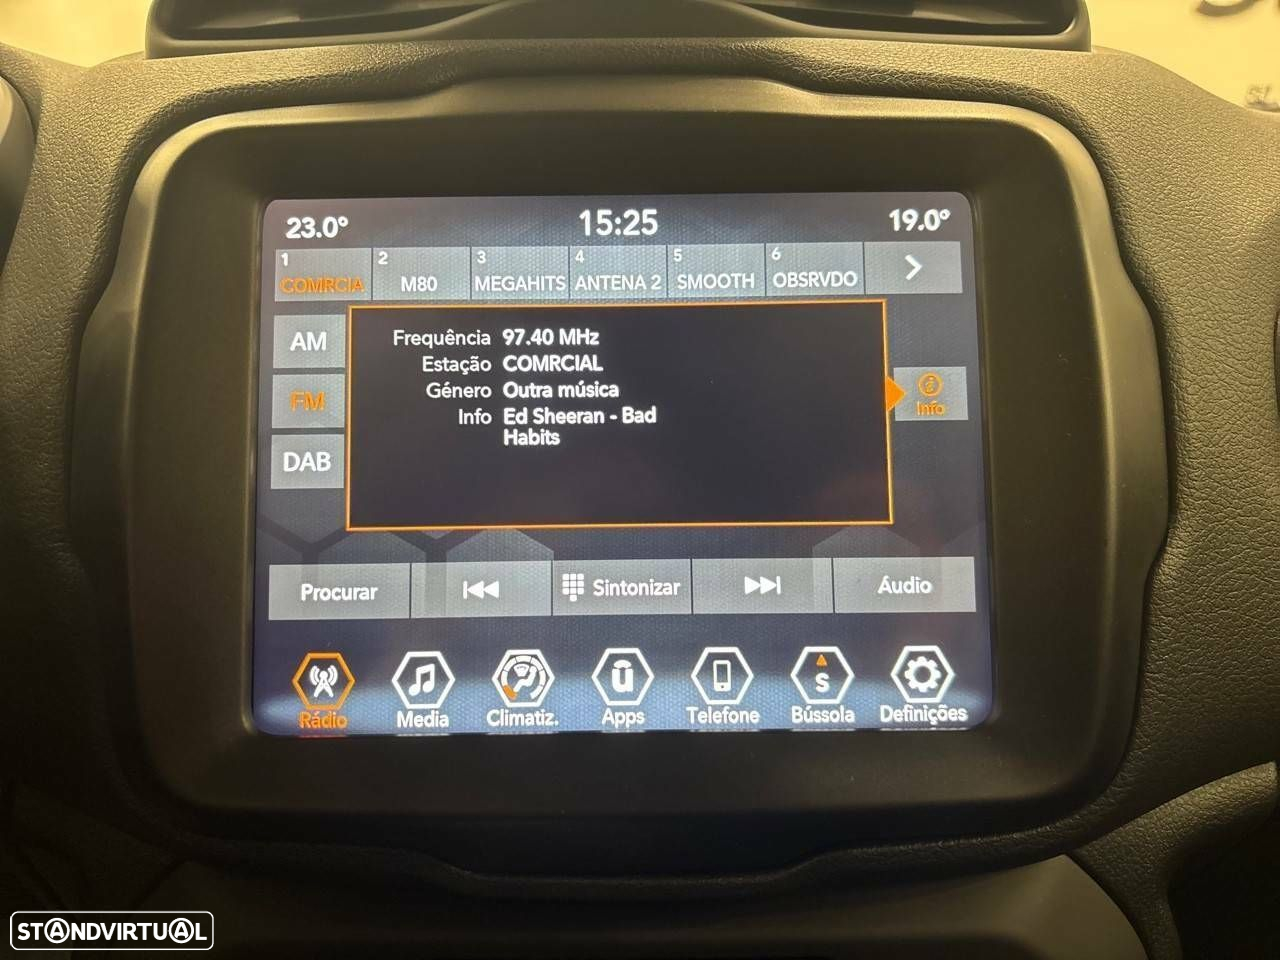 23.0° 15:25 19.0°
1 2 3 4 5 6
COMRCIA M80 MEGAHITS ANTENA 2 SMOOTH OBSRVDO
AM
FM
DAB
Frequência 97.40 MHz
Estação COMRCIAL
Género Outra música
Info Ed Sheeran - Bad
Habits
Info
Procurar Sintonizar Áudio
Rádio Media Climatiz. Apps Telefone Bússola Definições
ū S
STANDVIRTUAL